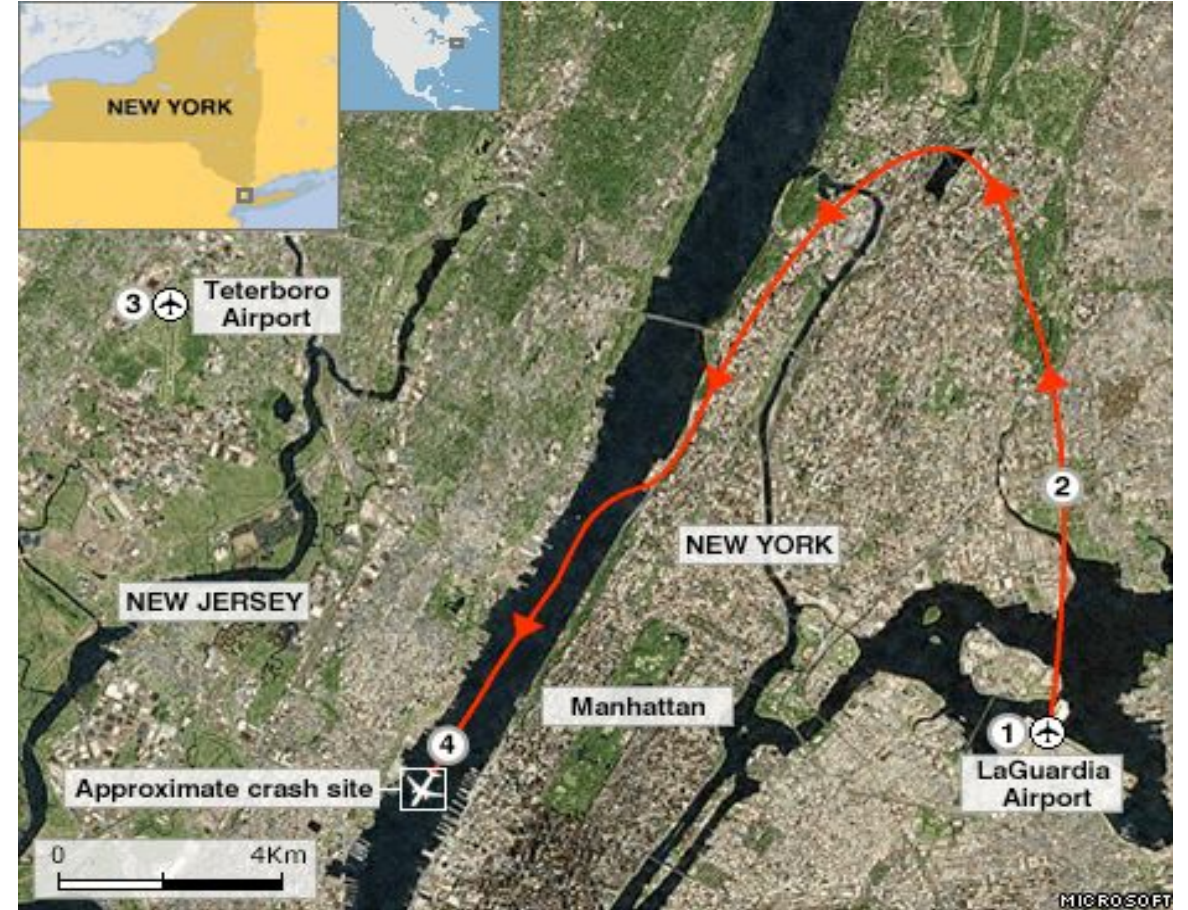 NEW YORK
3
Teterboro
Airport
2
NEW YORK
NEW JERSEY
Manhattan
4
1
Approximate crash site
LaGuardia
Airport
0 4Km
MICROSOFT